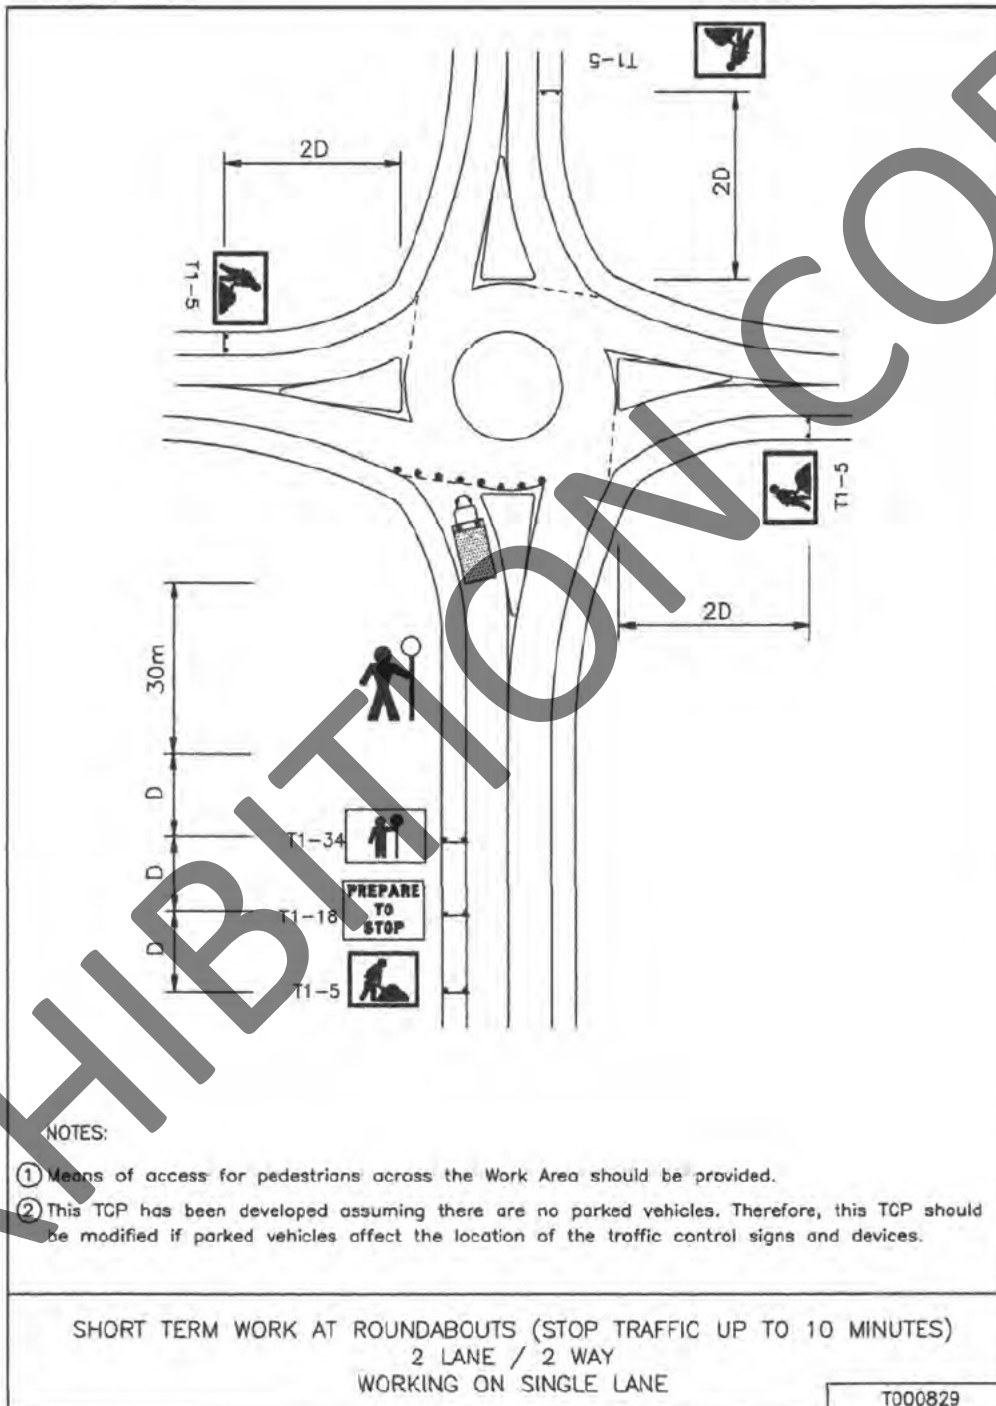 T1-5
2D
2D
T1-5
T1-5
2D
30m
D
T1-34
D
PREPARE
TO
STOP
T1-18
D
T1-5
EXHIBITION COPY
NOTES:
1 Means of access for pedestrians across the Work Area should be provided.
2 This TCP has been developed assuming there are no parked vehicles. Therefore, this TCP should
be modified if parked vehicles affect the location of the traffic control signs and devices.
SHORT TERM WORK AT ROUNDABOUTS (STOP TRAFFIC UP TO 10 MINUTES)
2 LANE / 2 WAY
WORKING ON SINGLE LANE
T000829